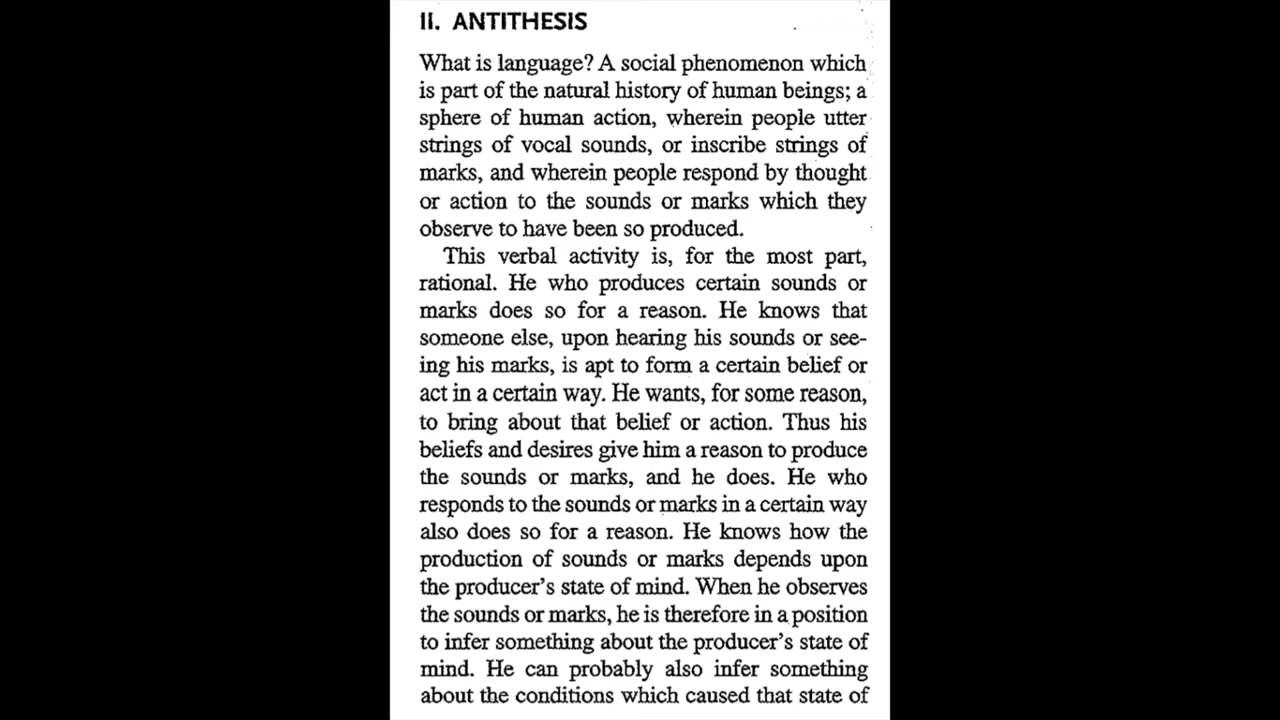 II. ANTITHESIS
What is language? A social phenomenon which
is part of the natural history of human beings; a
sphere of human action, wherein people utter
strings of vocal sounds, or inscribe strings of
marks, and wherein people respond by thought
or action to the sounds or marks which they
observe to have been so produced.
This verbal activity is, for the most part,
rational. He who produces certain sounds or
marks does so for a reason. He knows that
someone else, upon hearing his sounds or see-
ing his marks, is apt to form a certain belief or
act in a certain way. He wants, for some reason,
to bring about that belief or action. Thus his
beliefs and desires give him a reason to produce
the sounds or marks, and he does. He who
responds to the sounds or marks in a certain way
also does so for a reason. He knows how the
production of sounds or marks depends upon
the producer's state of mind. When he observes
the sounds or marks, he is therefore in a position
to infer something about the producer's state of
mind. He can probably also infer something
about the conditions which caused that state of